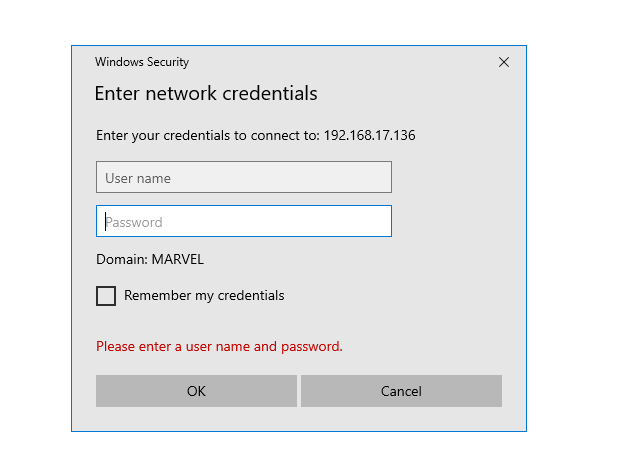 Windows Security
Enter network credentials
Enter your credentials to connect to: 192.168.17.136
User name
Password
Domain: MARVEL
Remember my credentials
Please enter a user name and password.
OK
Cancel